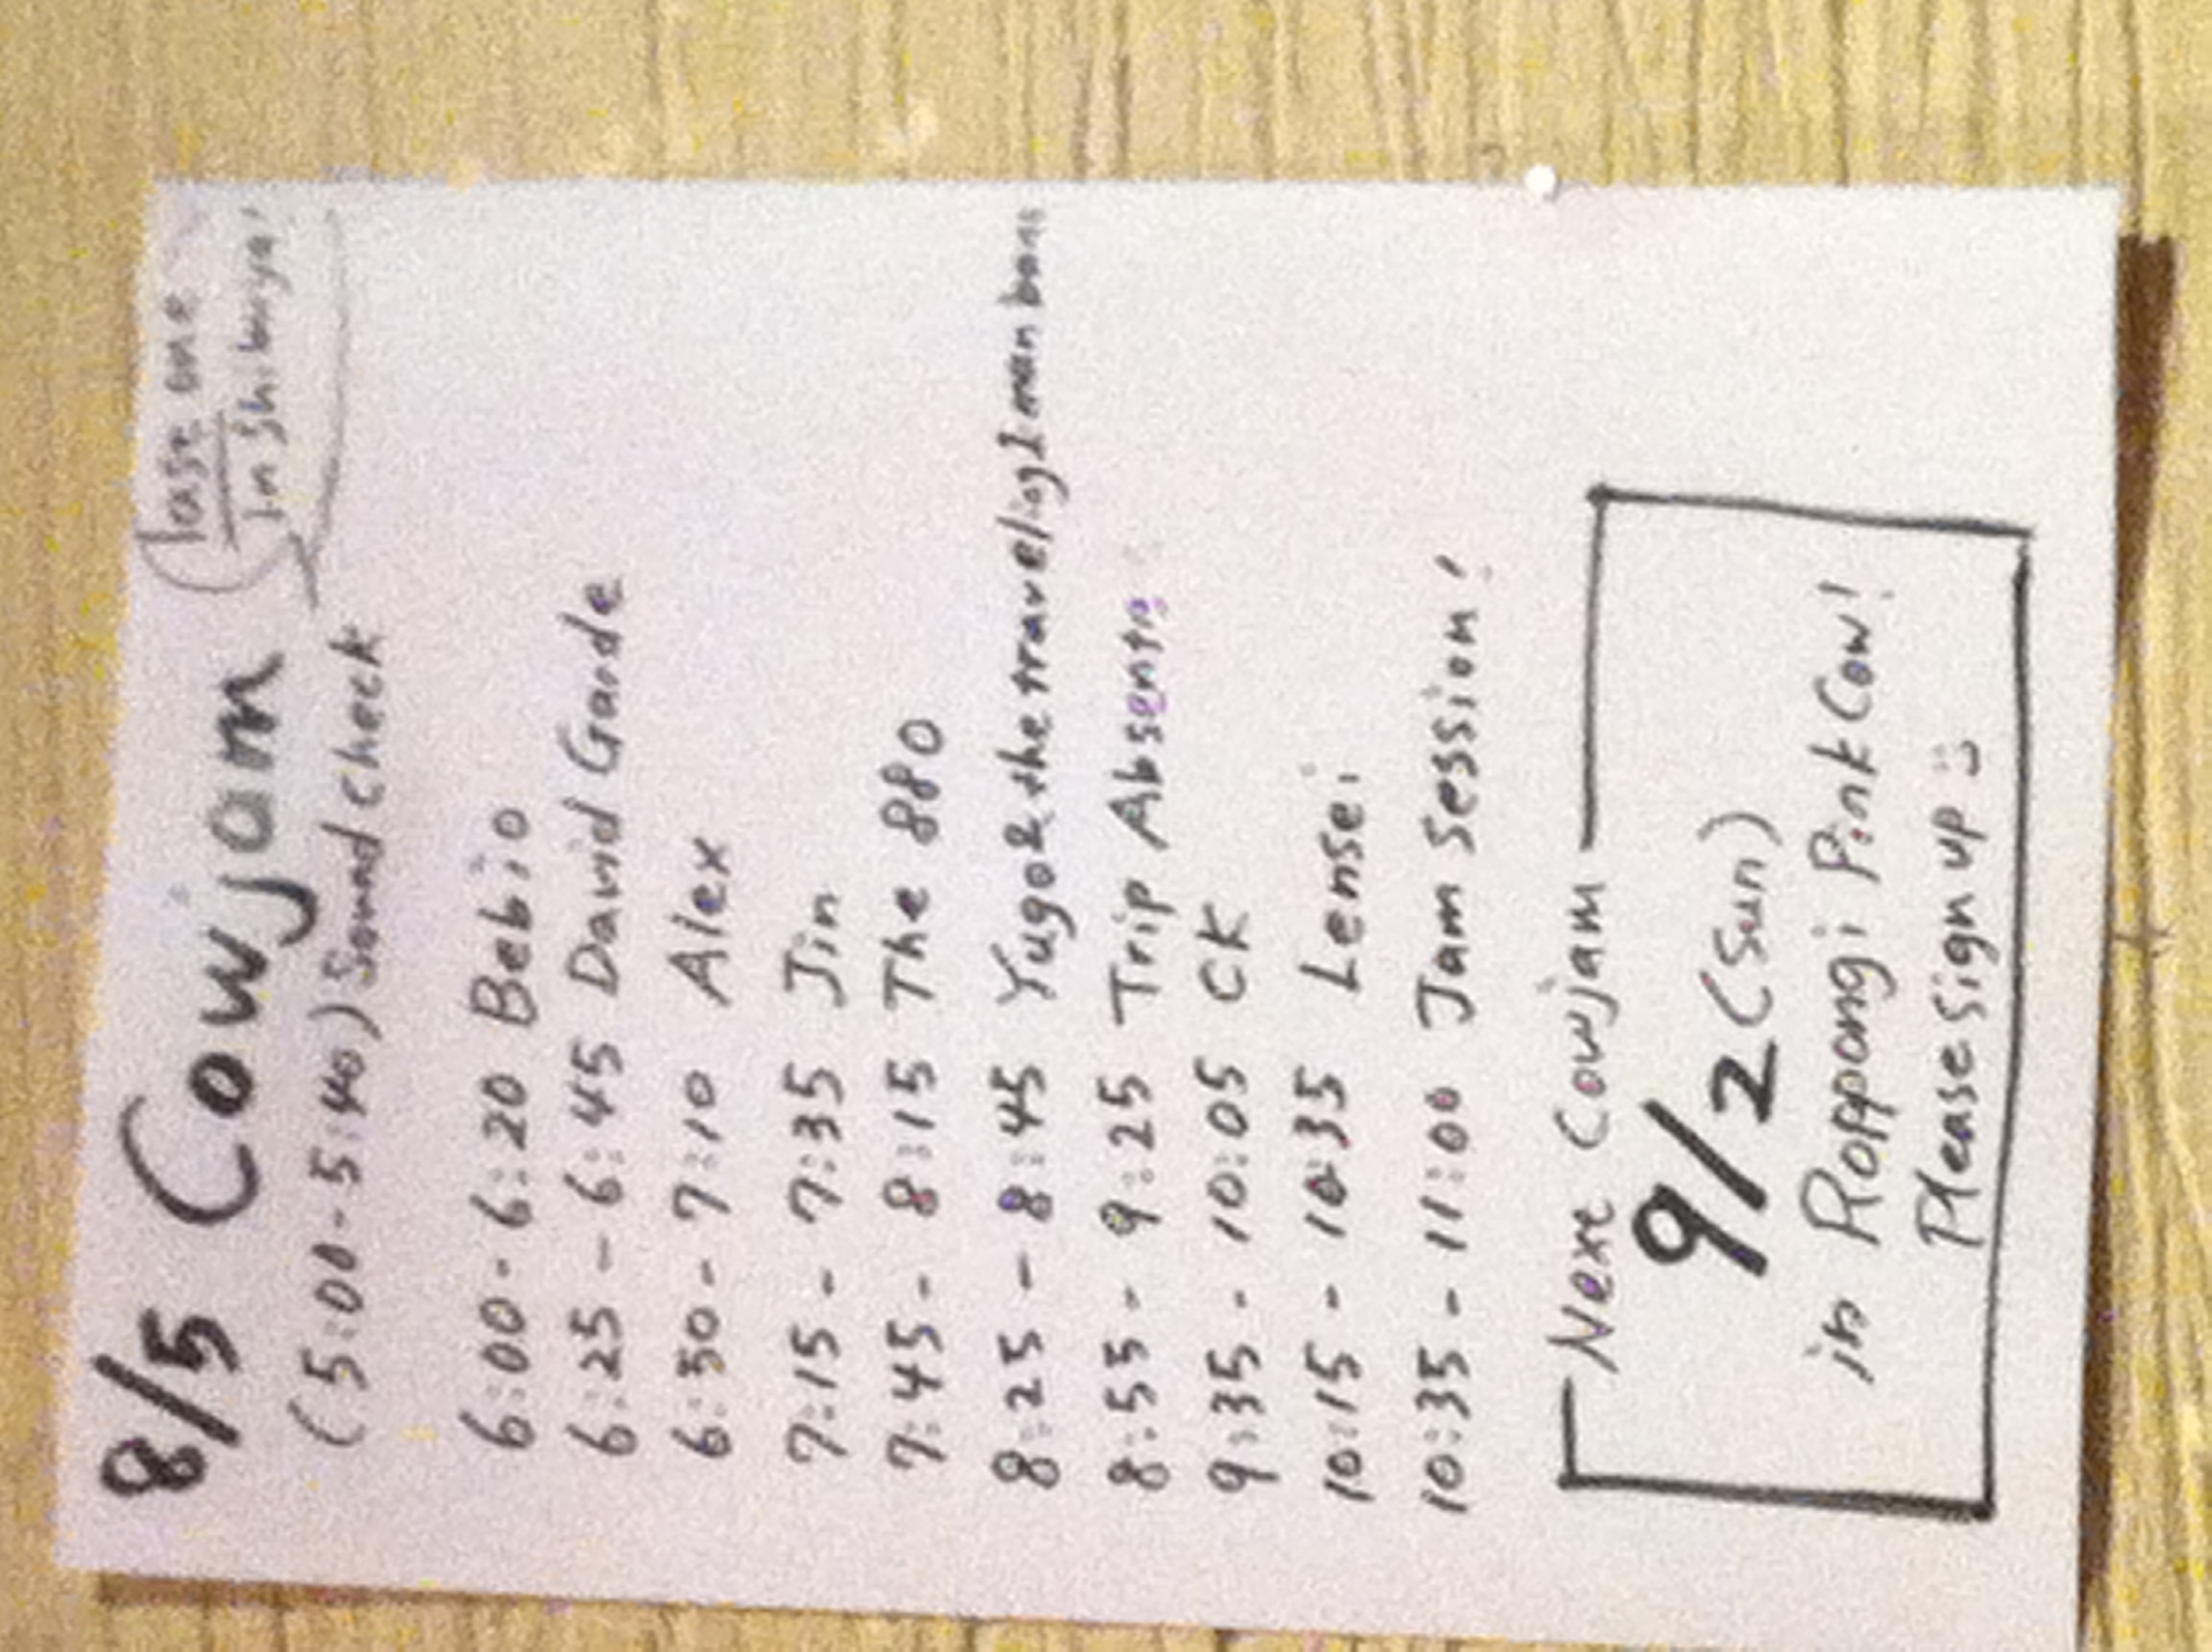 8/5 Cowjam
last one
in Shibuya!
(5:00-5:40) Sound Check
6:00-6:20 Bebio
6:25-6:45 David Garde
6:50-7:10 Alex
7:15-7:35 Jin
7:45-8:15 The 880
8:25-8:45 Yugo & the traveling 1 man
8:55-9:25 Trip
9:35-10:05 CK
10:15-10:35 Lensei
10:35-11:00 Jam Session!
Next Cowjam
9/2 (Sun)
in Roppongi Pink Cow!
Please sign up